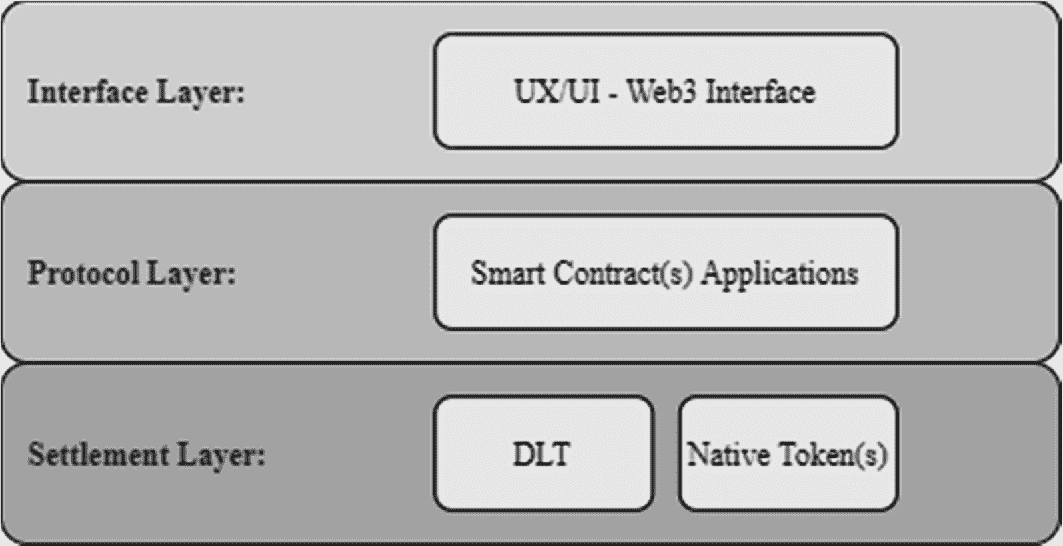 Interface Layer:
UX/UI - Web3 Interface
Protocol Layer:
Smart Contract(s) Applications
Settlement Layer:
DLT
Native Token(s)